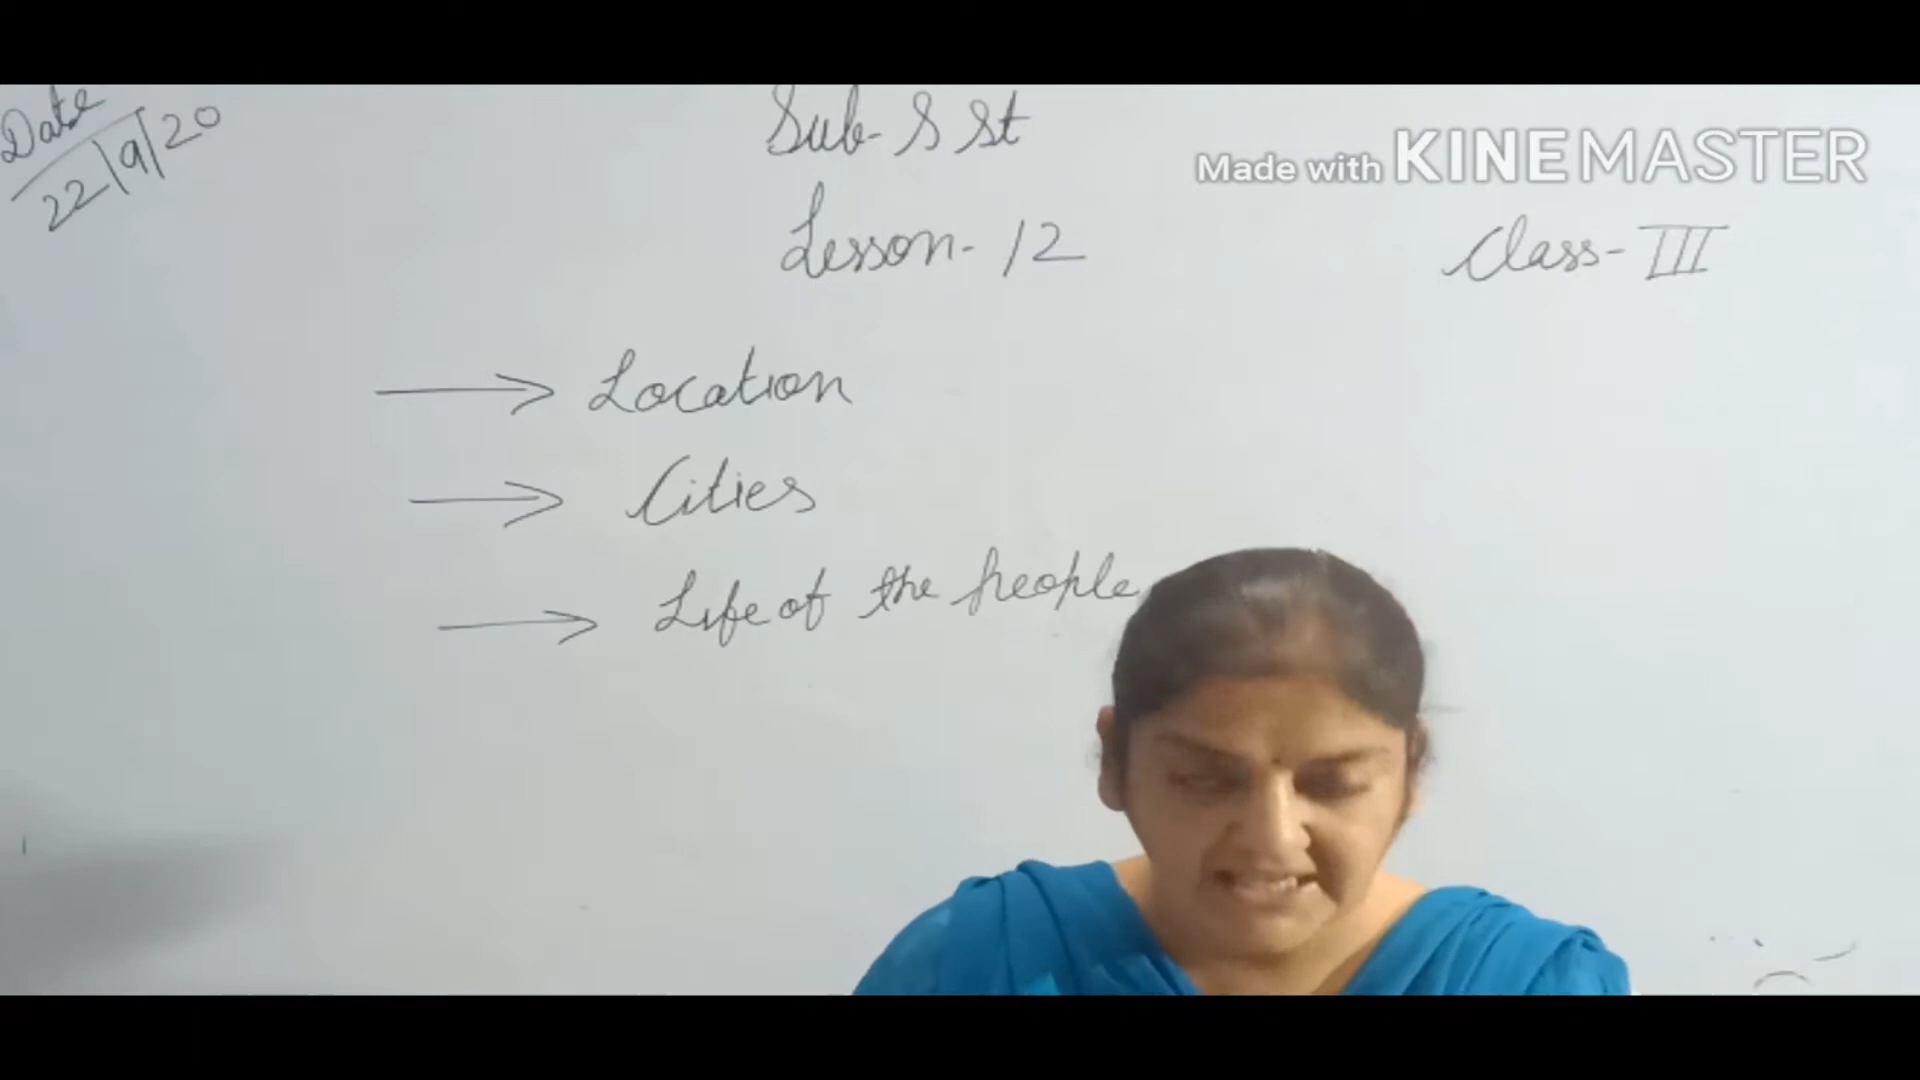 Date
22/9/20
Sub- S St
Made with KINEMASTER
Lesson- 12
Class- III
→ Location
→ Cities
→ Life of the people